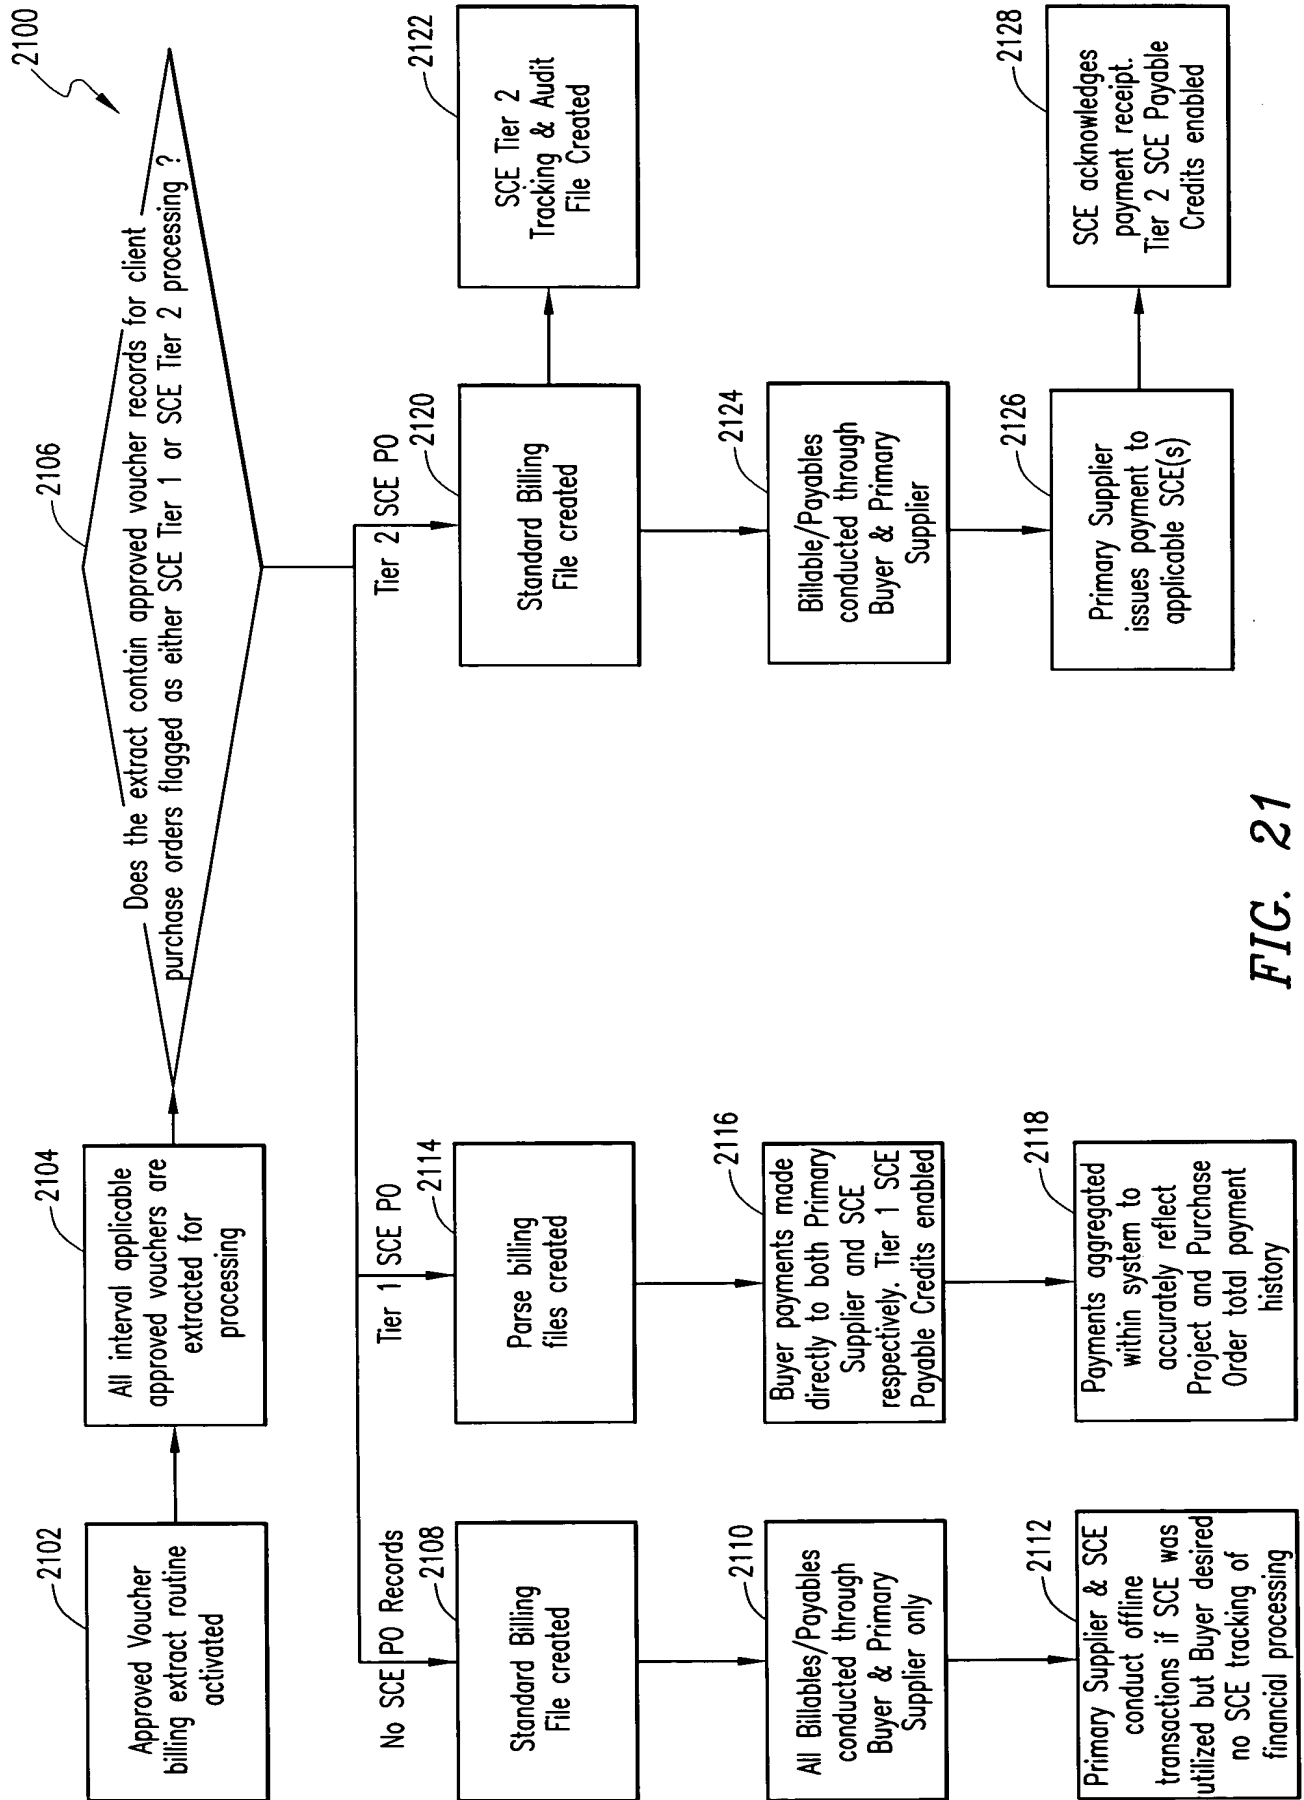 2100
2102
Approved Voucher
billing extract routine
activated
2104
All interval applicable
approved vouchers are
extracted for
processing
2106
Does the extract contain approved voucher records for client
purchase orders flagged as either SCE Tier 1 or SCE Tier 2 processing ?
No SCE PO Records
2108
Standard Billing
File created
2110
All Billables/Payables
conducted through
Buyer & Primary
Supplier only
2112
Primary Supplier & SCE
conduct offline
transactions if SCE was
utilized but Buyer desired
no SCE tracking of
financial processing
Tier 1 SCE PO
2114
Parse billing
files created
2116
Buyer payments made
directly to both Primary
Supplier and SCE
respectively. Tier 1 SCE
Payable Credits enabled
2118
Payments aggregated
within system to
accurately reflect
Project and Purchase
Order total payment
history
Tier 2 SCE PO
2120
Standard Billing
File created
2122
SCE Tier 2
Tracking & Audit
File Created
2124
Billable/Payables
conducted through
Buyer & Primary
Supplier
2126
Primary Supplier
issues payment to
applicable SCE(s)
2128
SCE acknowledges
payment receipt.
Tier 2 SCE Payable
Credits enabled
FIG. 21